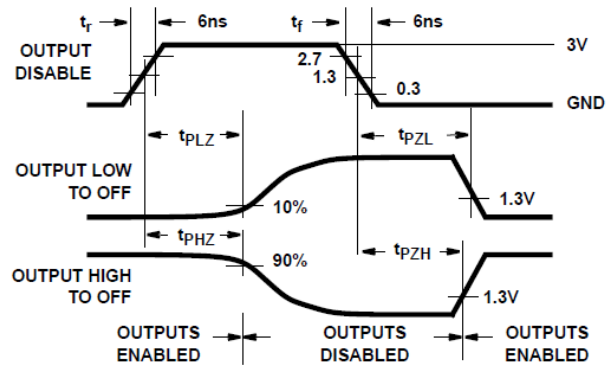 tr 6ns tf 6ns
OUTPUT
DISABLE
3V
2.7
1.3
0.3
GND
tPLZ tPZL
OUTPUT LOW
TO OFF
10%
1.3V
tPHZ
90%
tPZH
OUTPUT HIGH
TO OFF
1.3V
OUTPUTS
ENABLED
OUTPUTS
DISABLED
OUTPUTS
ENABLED